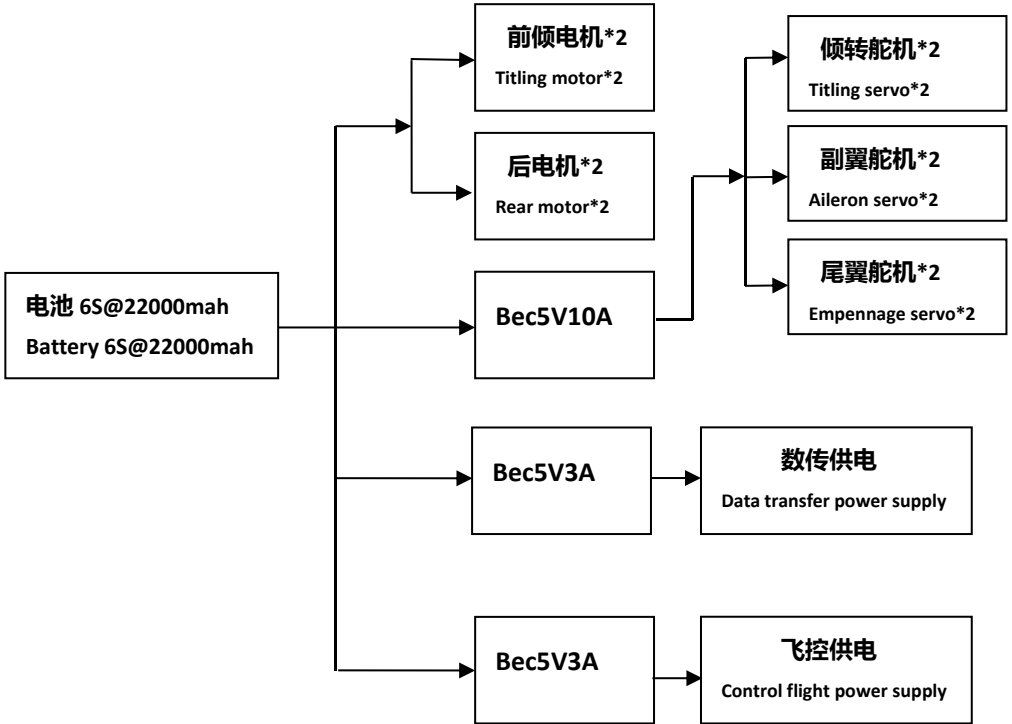 前倾电机*2
Titling motor*2
后电机*2
Rear motor*2
倾转舵机*2
Titling servo*2
副翼舵机*2
Aileron servo*2
尾翼舵机*2
Empennage servo*2
电池 6S@22000mah
Battery 6S@22000mah
Bec5V10A
Bec5V3A
数传供电
Data transfer power supply
Bec5V3A
飞控供电
Control flight power supply